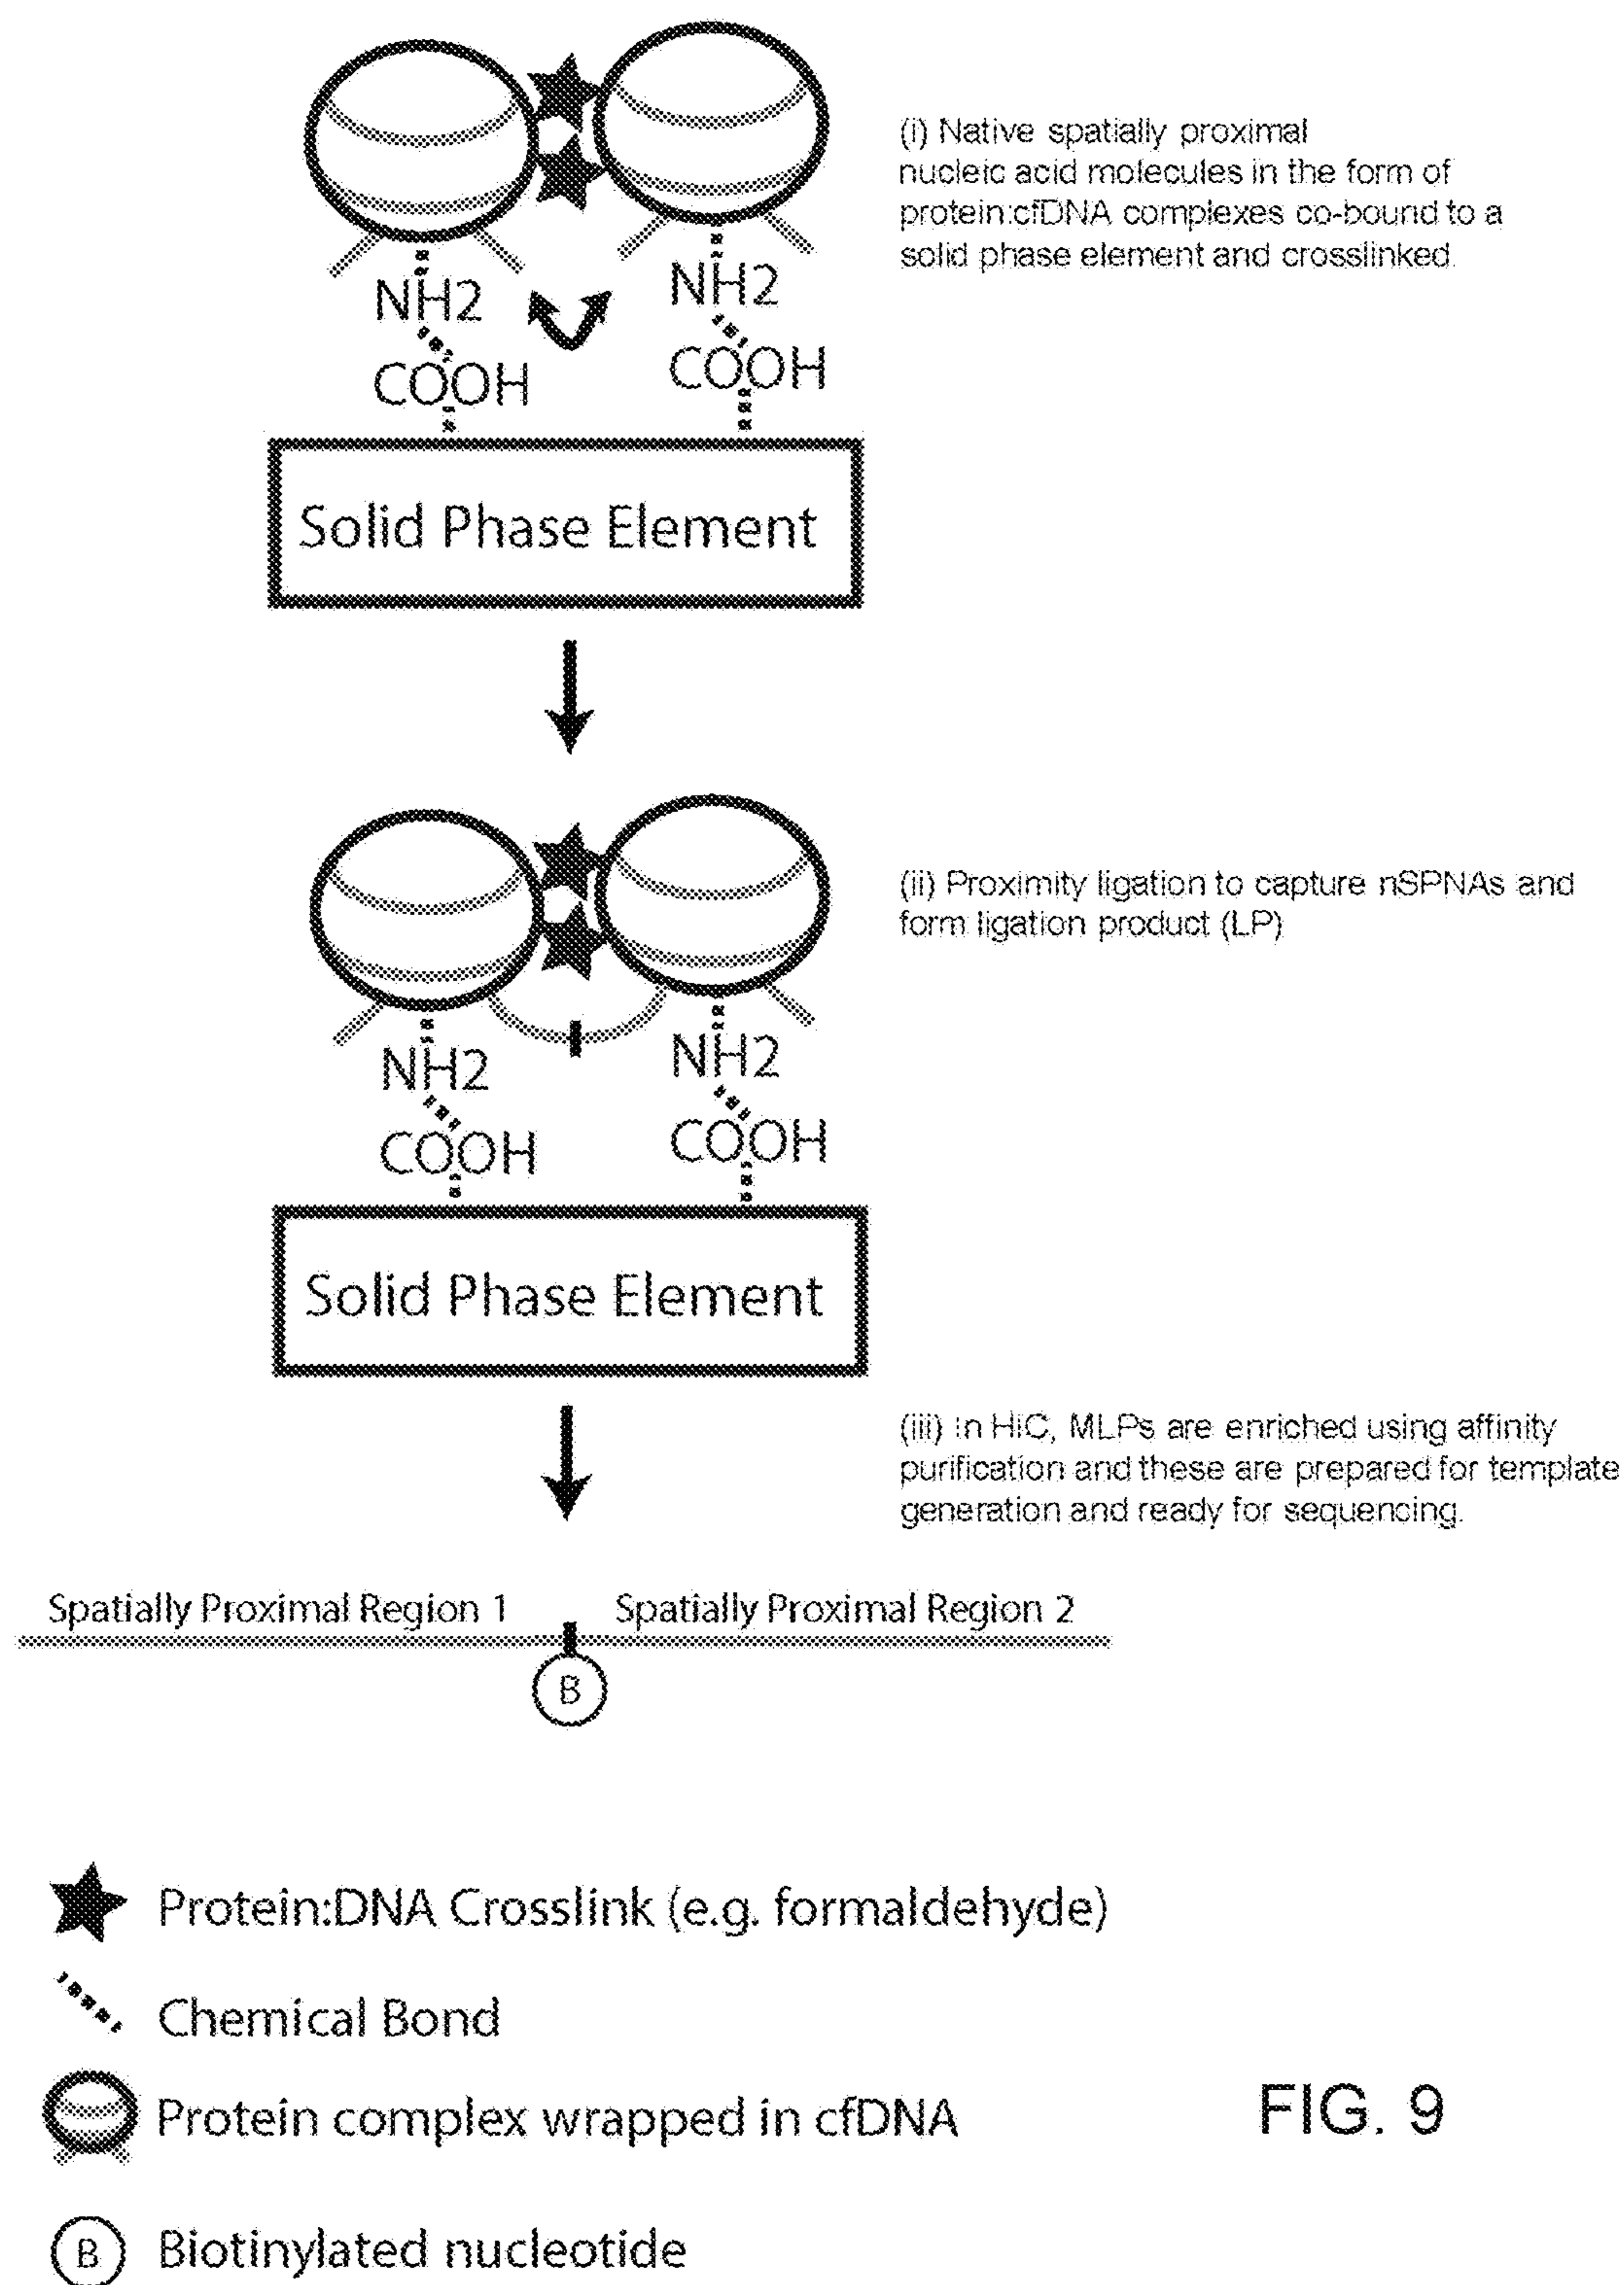 (i) Native spatially proximal
nucleic acid molecules in the form of
protein:cfDNA complexes co-bound to a
solid phase element and crosslinked.
NH2
NH2
COOH
COOH
Solid Phase Element
(ii) Proximity ligation to capture nSPNAs and
form ligation product (LP)
NH2
NH2
COOH
COOH
Solid Phase Element
(iii) In HiC, MLPs are enriched using affinity
purification and these are prepared for template
generation and ready for sequencing.
Spatially Proximal Region 1
Spatially Proximal Region 2
B
Protein:DNA Crosslink (e.g. formaldehyde)
Chemical Bond
Protein complex wrapped in cfDNA
FIG. 9
B Biotinylated nucleotide